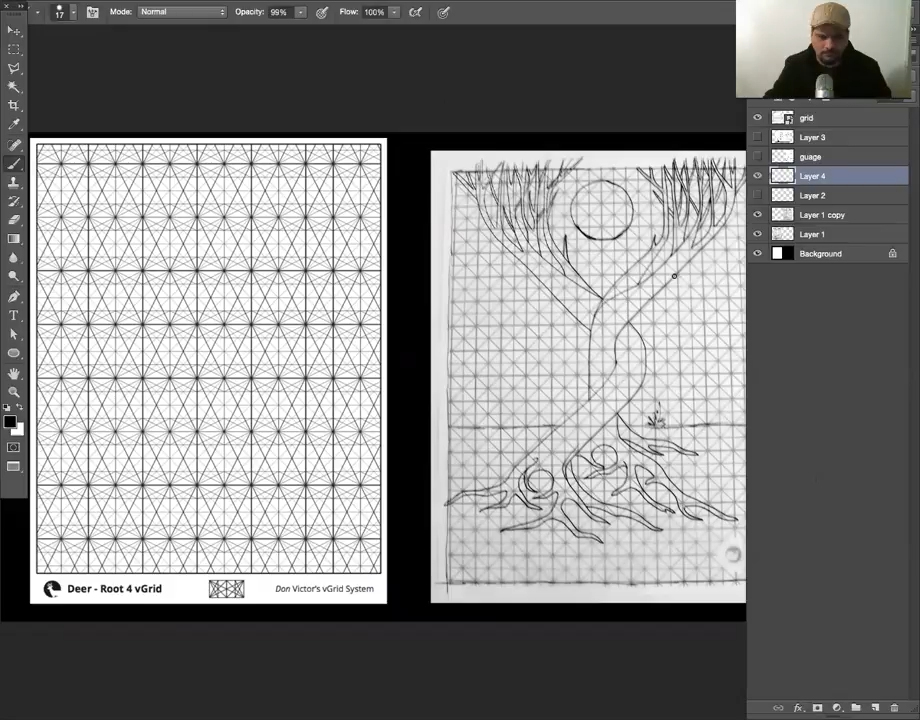 17 Mode: Normal Opacity: 99% Flow: 100%
grid
Layer 3
guage
Layer 4
Layer 2
Layer 1 copy
Layer 1
Background
Deer - Root 4 vGrid
Don Victor's vGrid System